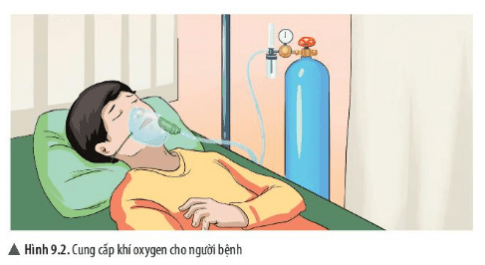 ▲ Hình 9.2. Cung cấp khí oxygen cho người bệnh